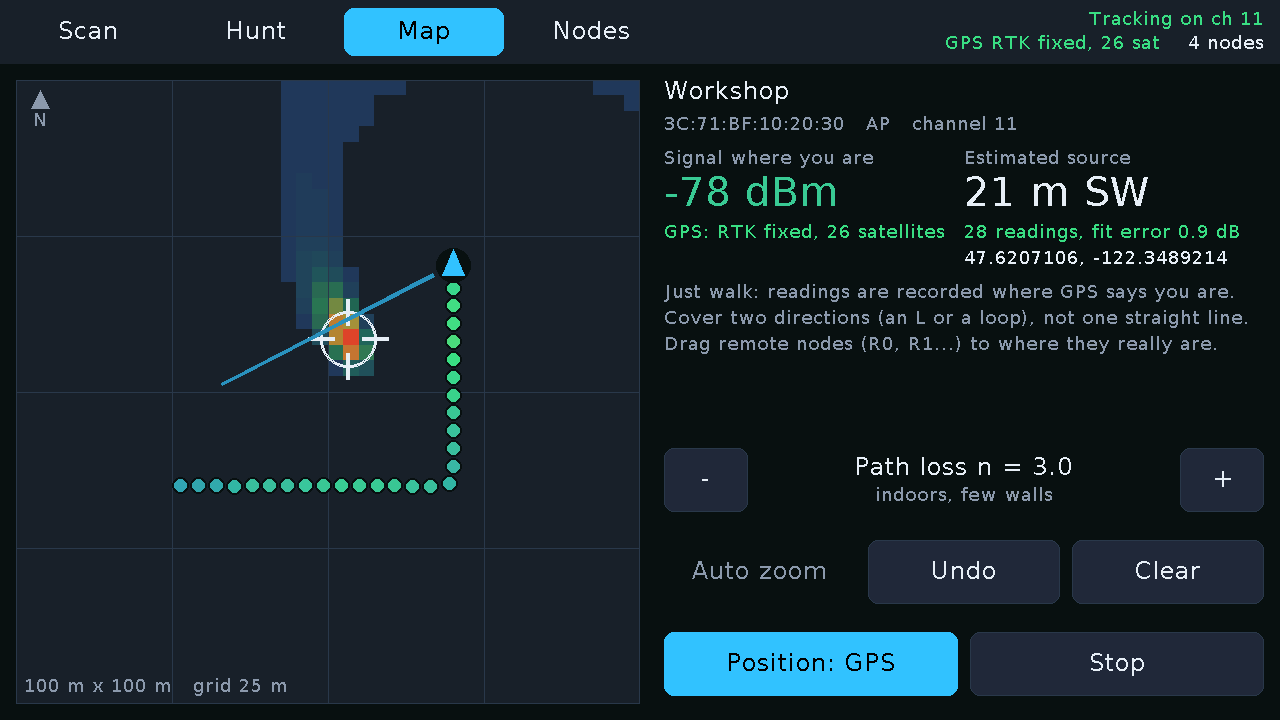 Scan Hunt Map Nodes
Tracking on ch 11
GPS RTK fixed, 26 sat 4 nodes
N
100 m x 100 m grid 25 m
Workshop
3C:71:BF:10:20:30 AP channel 11
Signal where you are
-78 dBm
GPS: RTK fixed, 26 satellites
Estimated source
21 m SW
28 readings, fit error 0.9 dB
47.6207106, -122.3489214
Just walk: readings are recorded where GPS says you are.
Cover two directions (an L or a loop), not one straight line.
Drag remote nodes (R0, R1...) to where they really are.
- Path loss n = 3.0 +
indoors, few walls
Auto zoom Undo Clear
Position: GPS Stop